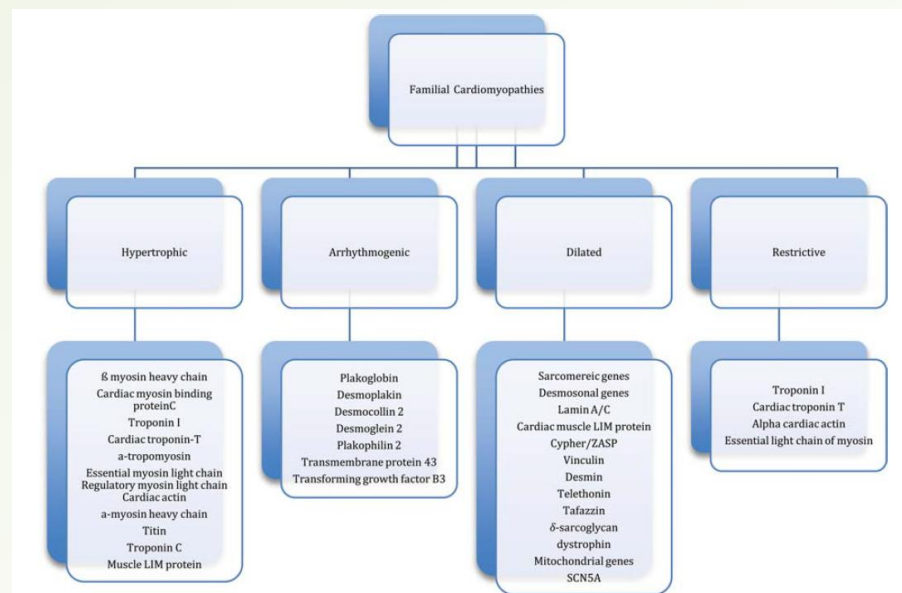 Familial Cardiomyopathies
Hypertrophic
Arrhythmogenic
Dilated
Restrictive
ß myosin heavy chain
Cardiac myosin binding
proteinC
Troponin I
Cardiac troponin-T
a-tropomyosin
Essential myosin light chain
Regulatory myosin light chain
Cardiac actin
a-myosin heavy chain
Titin
Troponin C
Muscle LIM protein
Plakoglobin
Desmoplakin
Desmocollin 2
Desmoglein 2
Plakophilin 2
Transmembrane protein 43
Transforming growth factor B3
Sarcomereic genes
Desmosonal genes
Lamin A/C
Cardiac muscle LIM protein
Cypher/ZASP
Vinculin
Desmin
Telethonin
Tafazzin
δ-sarcoglycan
dystrophin
Mitochondrial genes
SCN5A
Troponin I
Cardiac troponin T
Alpha cardiac actin
Essential light chain of myosin